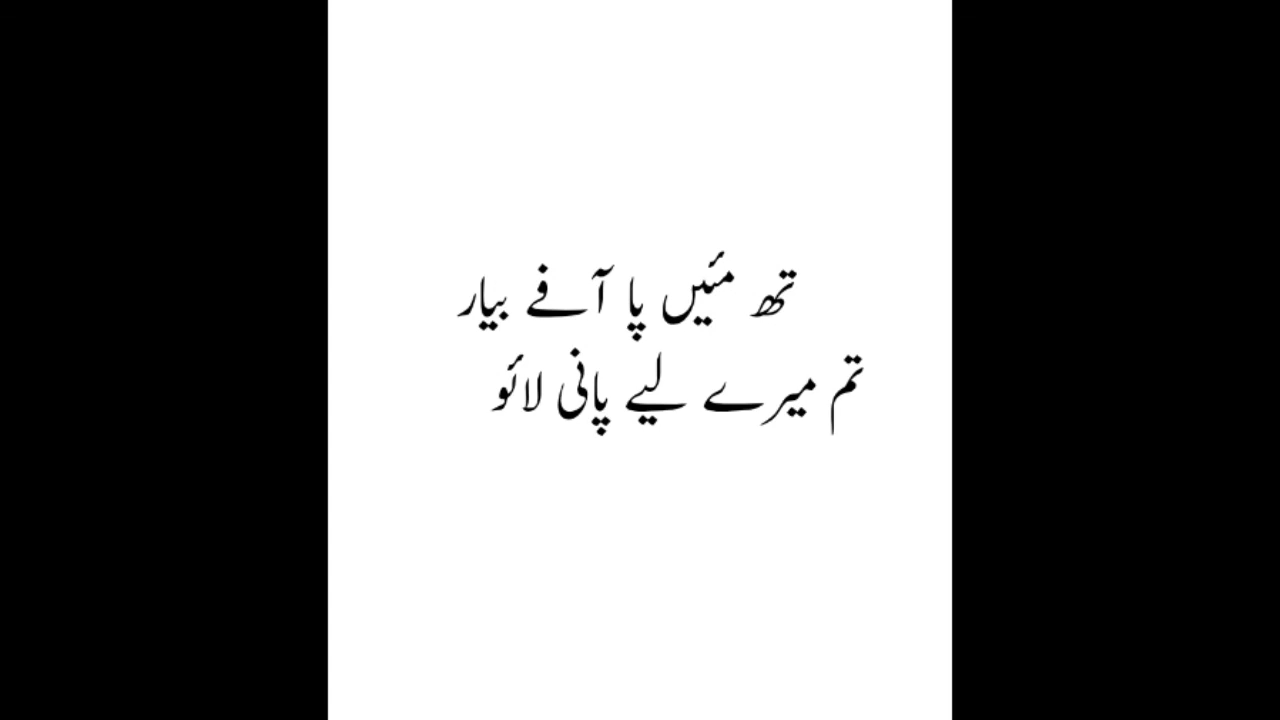 تھ مئیں پا آفے بیار
تم میرے لیے پانی لائو